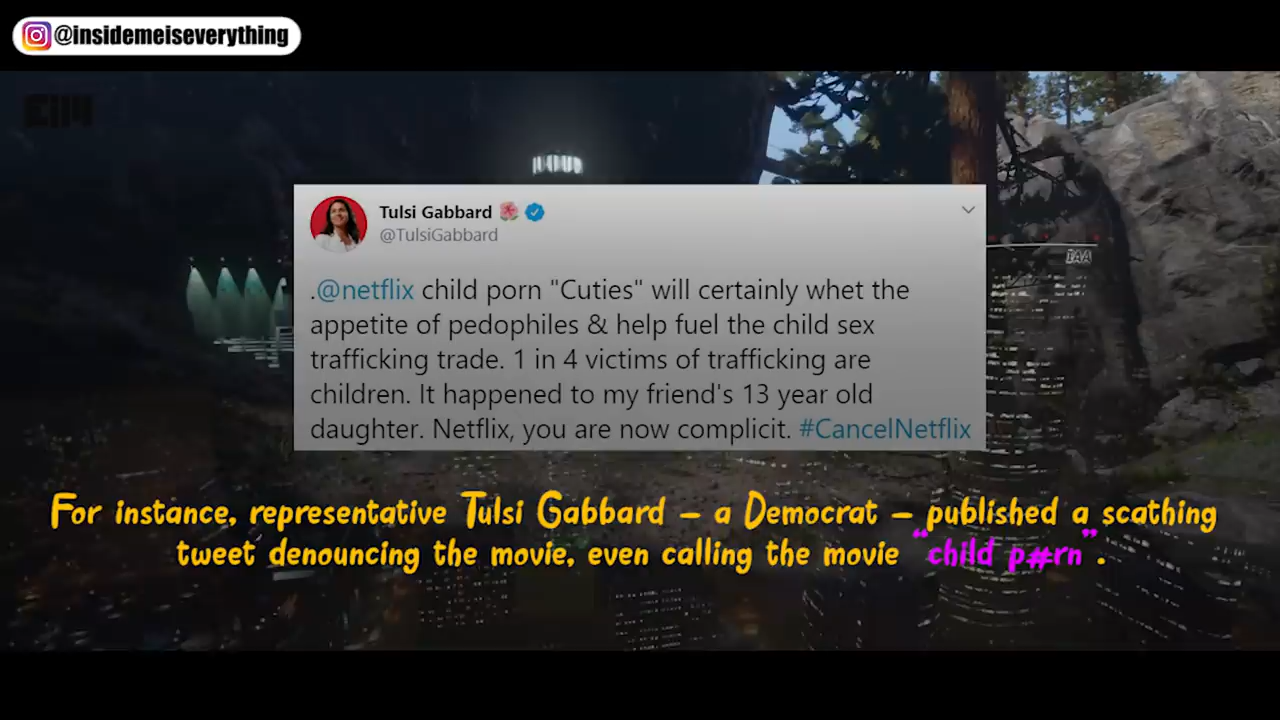 @insidemeiseverything
Tulsi Gabbard
@TulsiGabbard
.@netflix child porn "Cuties" will certainly whet the
appetite of pedophiles & help fuel the child sex
trafficking trade. 1 in 4 victims of trafficking are
children. It happened to my friend's 13 year old
daughter. Netflix, you are now complicit. #CancelNetflix
IAA
For instance, representative Tulsi Gabbard – a Democrat – published a scathing
tweet denouncing the movie, even calling the movie "child p#rn".